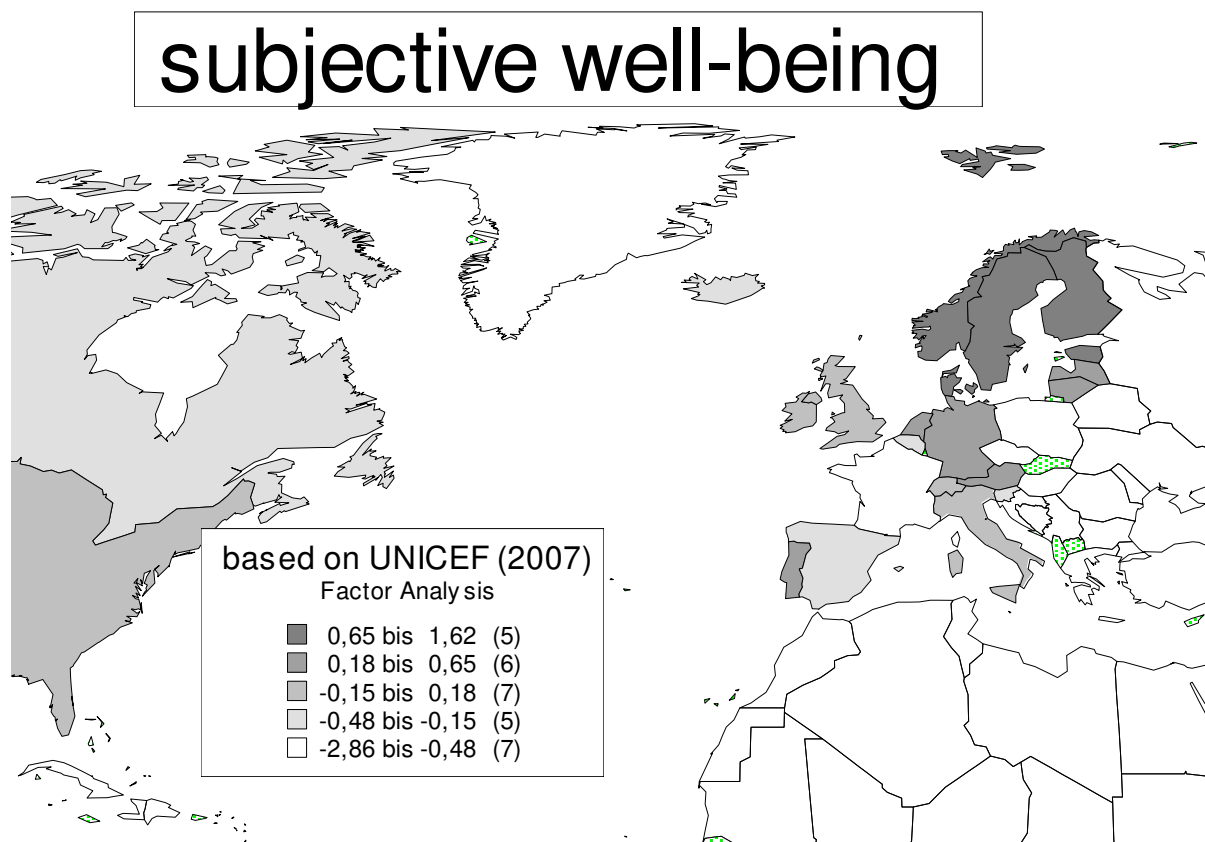 subjective well-being
based on UNICEF (2007)
Factor Analysis
0,65 bis 1,62 (5)
0,18 bis 0,65 (6)
-0,15 bis 0,18 (7)
-0,48 bis -0,15 (5)
-2,86 bis -0,48 (7)